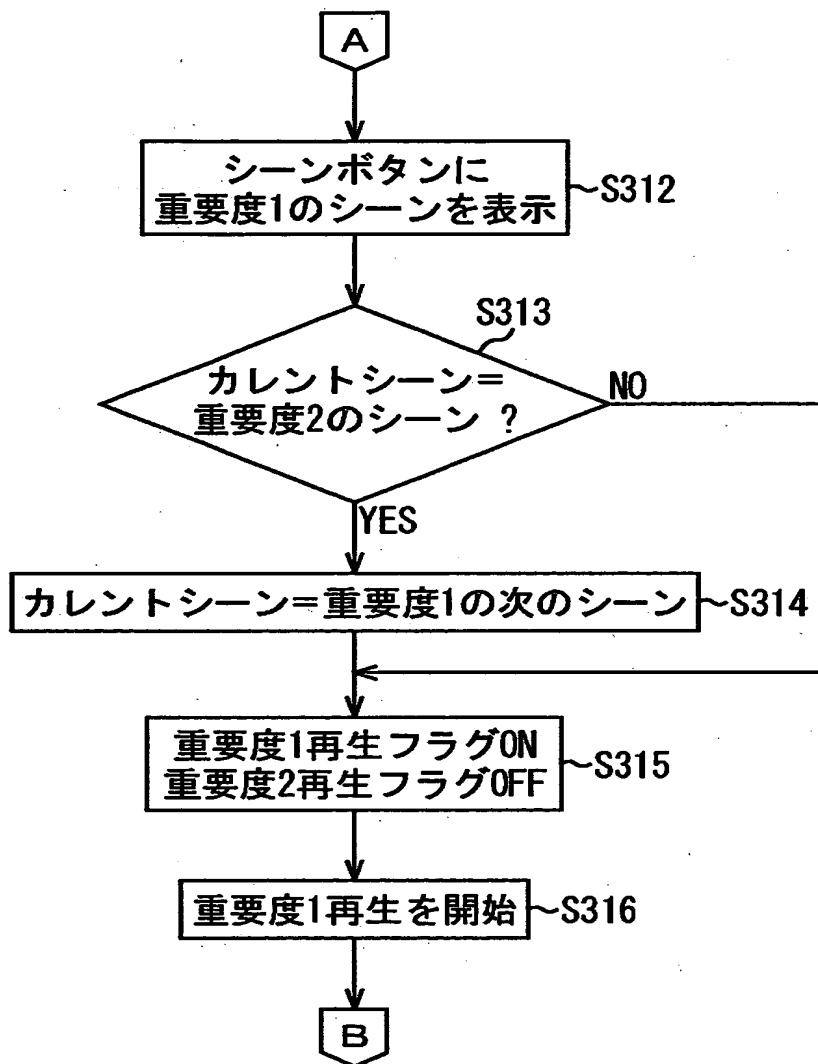 A
シーンボタンに
重要度1のシーンを表示
S312
S313
カレントシーン=
重要度2のシーン ?
NO
YES
カレントシーン=重要度1の次のシーン
S314
重要度1再生フラグON
重要度2再生フラグOFF
S315
重要度1再生を開始
S316
B